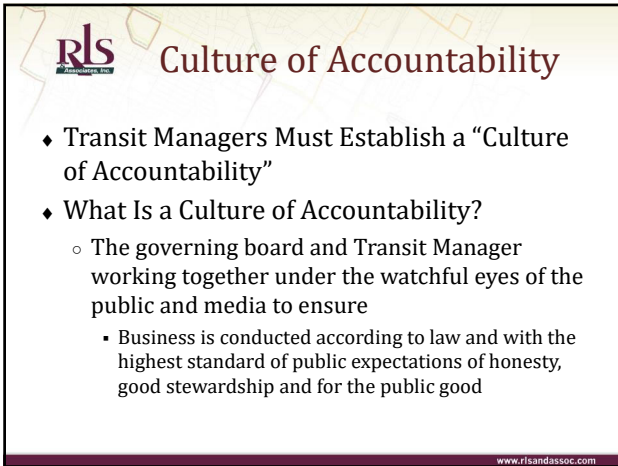 RLS
& Associates, Inc.
Culture of Accountability
♦ Transit Managers Must Establish a “Culture
of Accountability”
♦ What Is a Culture of Accountability?
○ The governing board and Transit Manager
working together under the watchful eyes of the
public and media to ensure
▪ Business is conducted according to law and with the
highest standard of public expectations of honesty,
good stewardship and for the public good
www.rlsandassoc.com